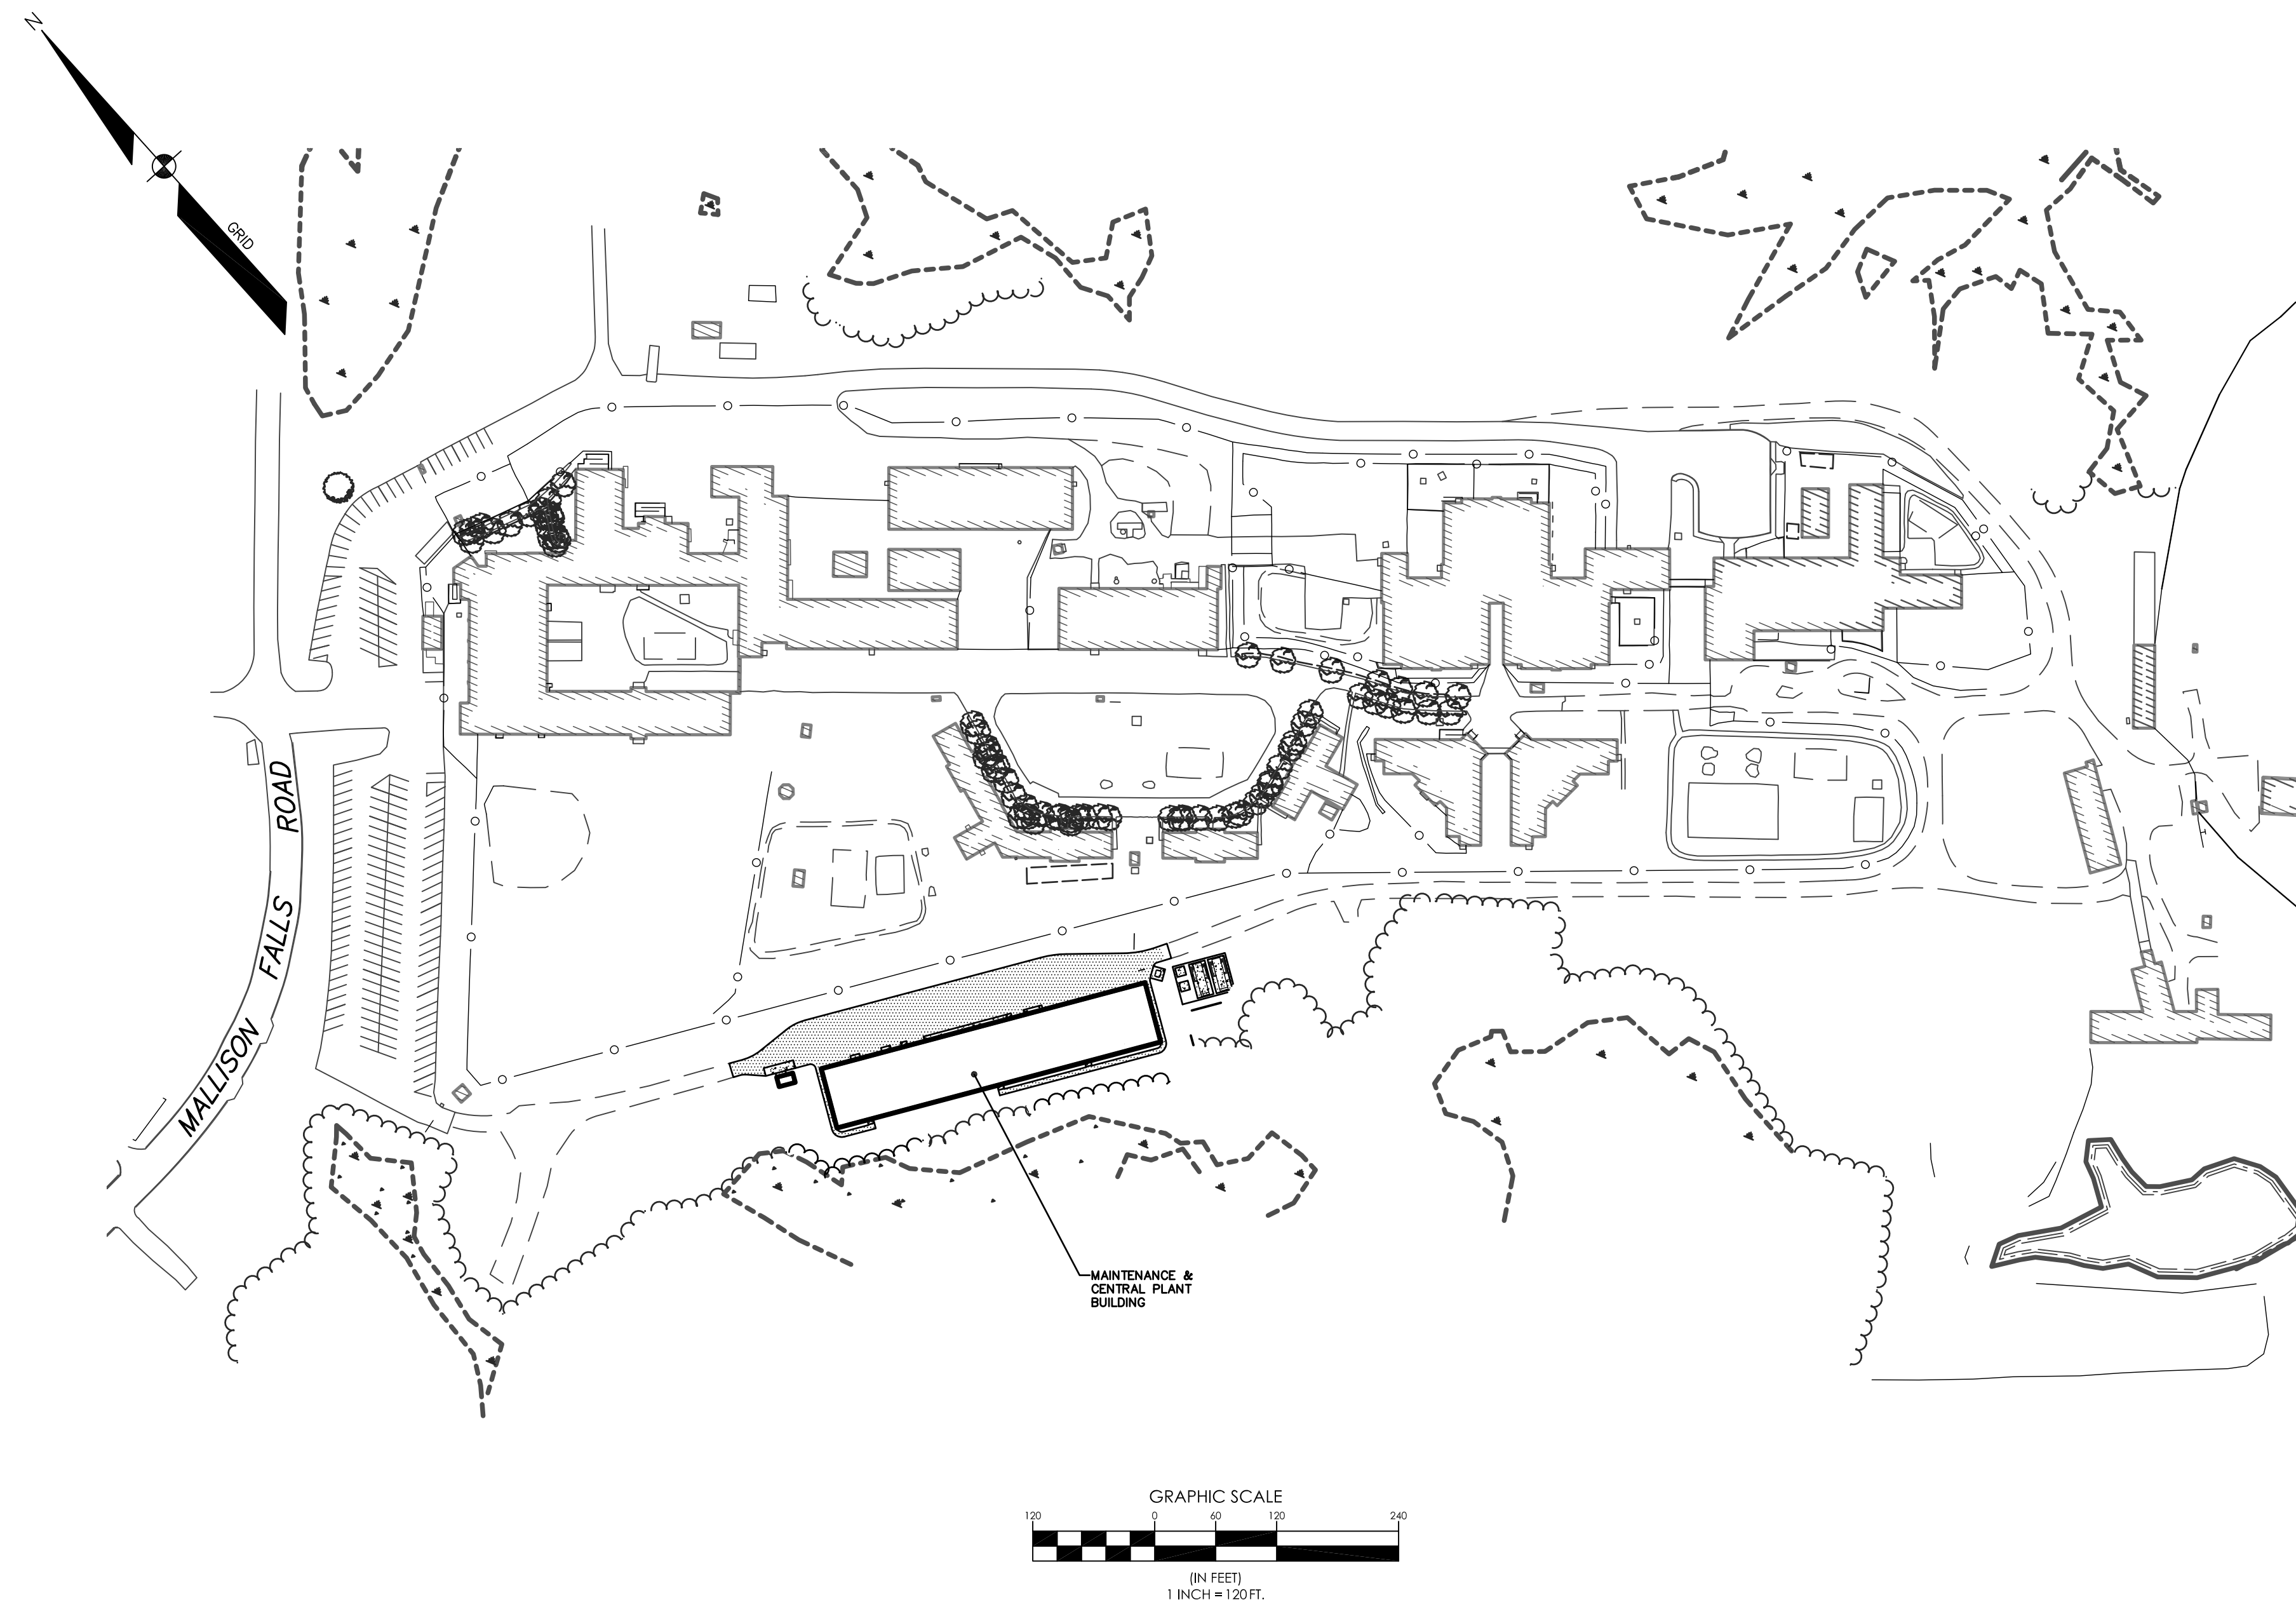 N
GRID
MALLISON FALLS ROAD
MAINTENANCE &
CENTRAL PLANT
BUILDING
GRAPHIC SCALE
120 0 60 120 240
(IN FEET)
1 INCH = 120 FT.